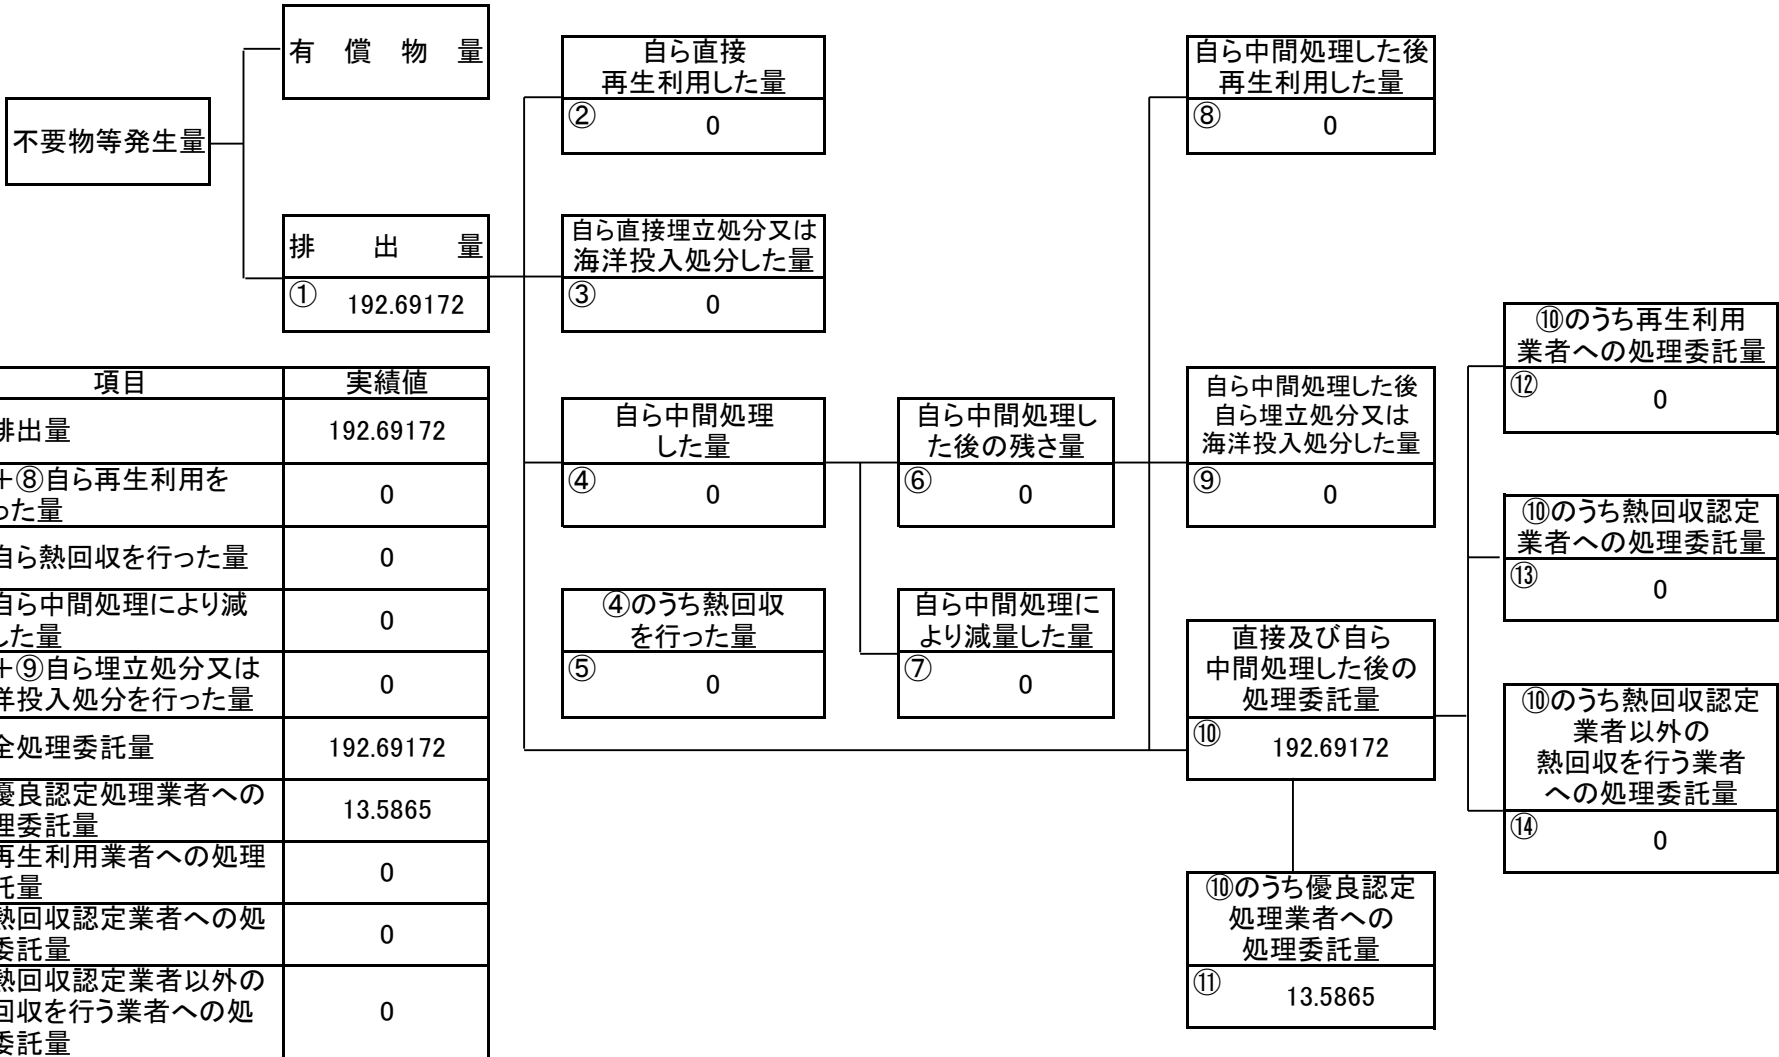 不要物等発生量
有償物量
排出量
①
192.69172
自ら直接
再生利用した量
②
0
自ら直接埋立処分又は
海洋投入処分した量
③
0
自ら中間処理
した量
④
0
④のうち熱回収
を行った量
⑤
0
自ら中間処理し
た後の残さ量
⑥
0
自ら中間処理に
より減量した量
⑦
0
自ら中間処理した後
再生利用した量
⑧
0
自ら中間処理した後
自ら埋立処分又は
海洋投入処分した量
⑨
0
直接及び自ら
中間処理した後の
処理委託量
⑩
192.69172
⑩のうち優良認定
処理業者への
処理委託量
⑪
13.5865
⑩のうち再生利用
業者への処理委託量
⑫
0
⑩のうち熱回収認定
業者への処理委託量
⑬
0
⑩のうち熱回収認定
業者以外の
熱回収を行う業者
への処理委託量
⑭
0
項目 実績値
排出量 192.69172
+⑧自ら再生利用を
った量
0
自ら熱回収を行った量 0
自ら中間処理により減
した量
0
+⑨自ら埋立処分又は
洋投入処分を行った量
0
全処理委託量 192.69172
優良認定処理業者への
理委託量
13.5865
再生利用業者への処理
託量
0
熱回収認定業者への処
委託量
0
熱回収認定業者以外の
回収を行う業者への処
委託量
0